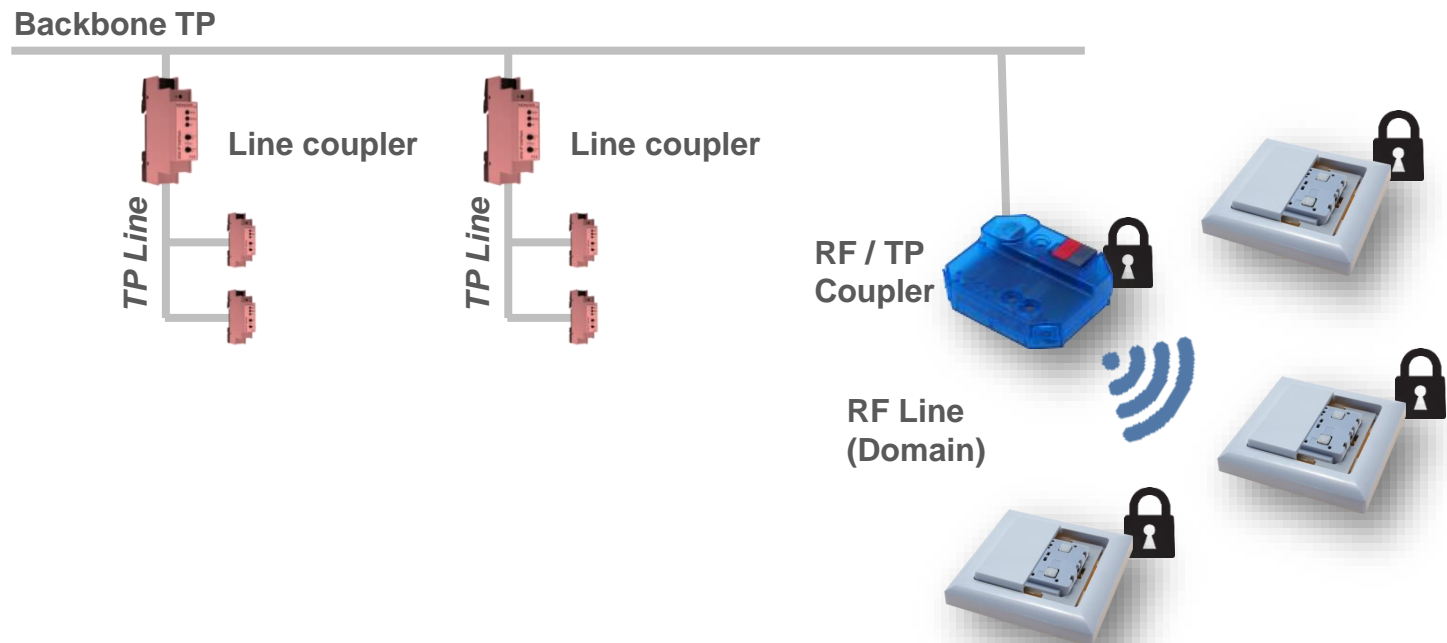 Backbone TP
Line coupler
Line coupler
TP Line
TP Line
RF / TP
Coupler
RF Line
(Domain)